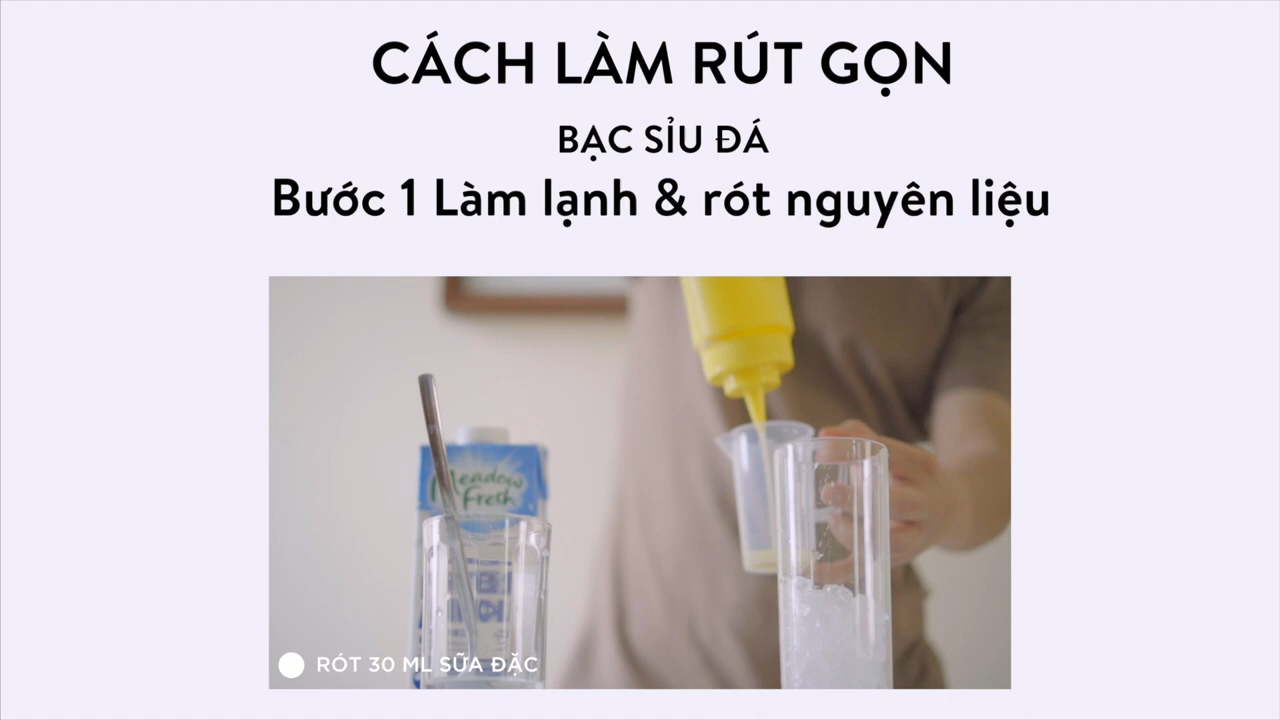 CÁCH LÀM RÚT GỌN
BẠC SỈU ĐÁ
Bước 1 Làm lạnh & rót nguyên liệu
Meadow
Fresh
RÓT 30 ML SỮA ĐẶC